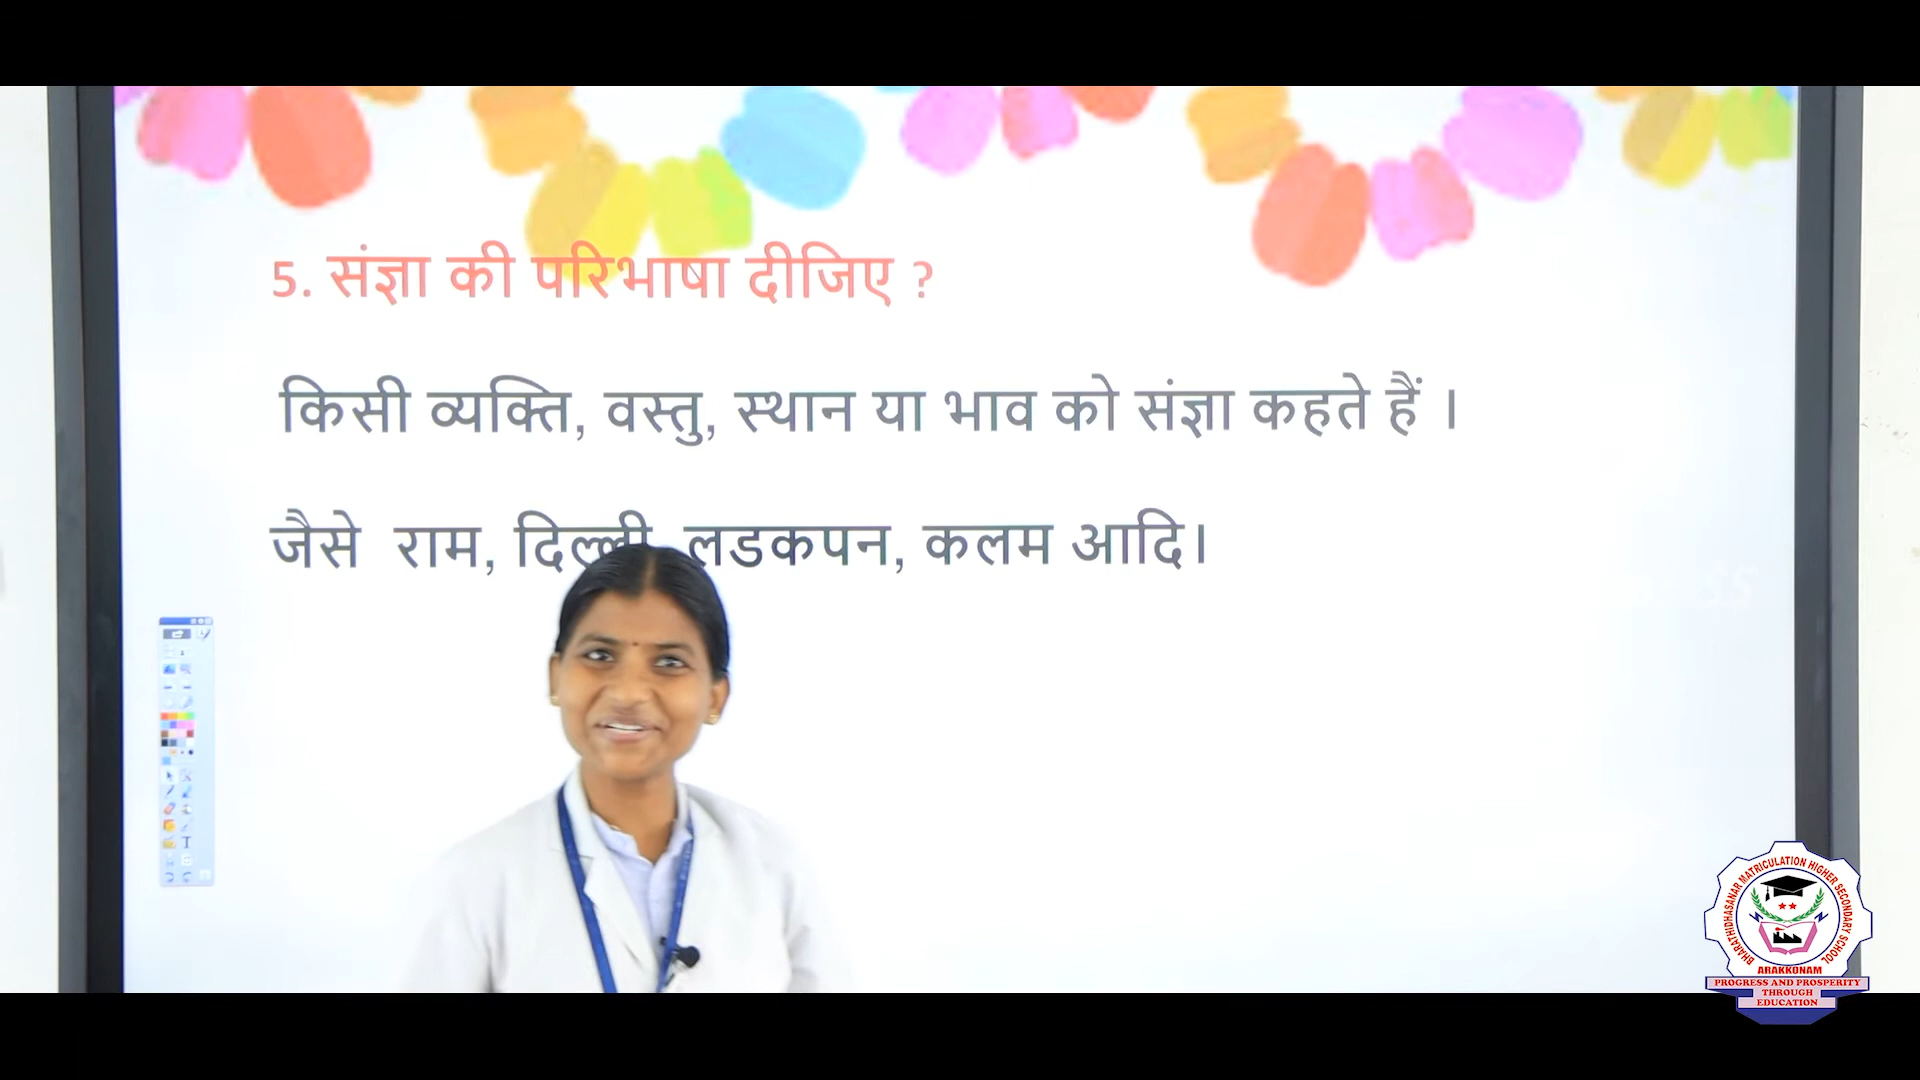 5. संज्ञा की परिभाषा दीजिए ?
किसी व्यक्ति, वस्तु, स्थान या भाव को संज्ञा कहते हैं ।
जैसे राम, दिल्ली लडकपन, कलम आदि।
BHARATHIDHASANAR MATRICULATION HIGHER SECONDARY SCHOOL
ARAKKONAM
PROGRESS AND PROSPERITY
THROUGH
EDUCATION